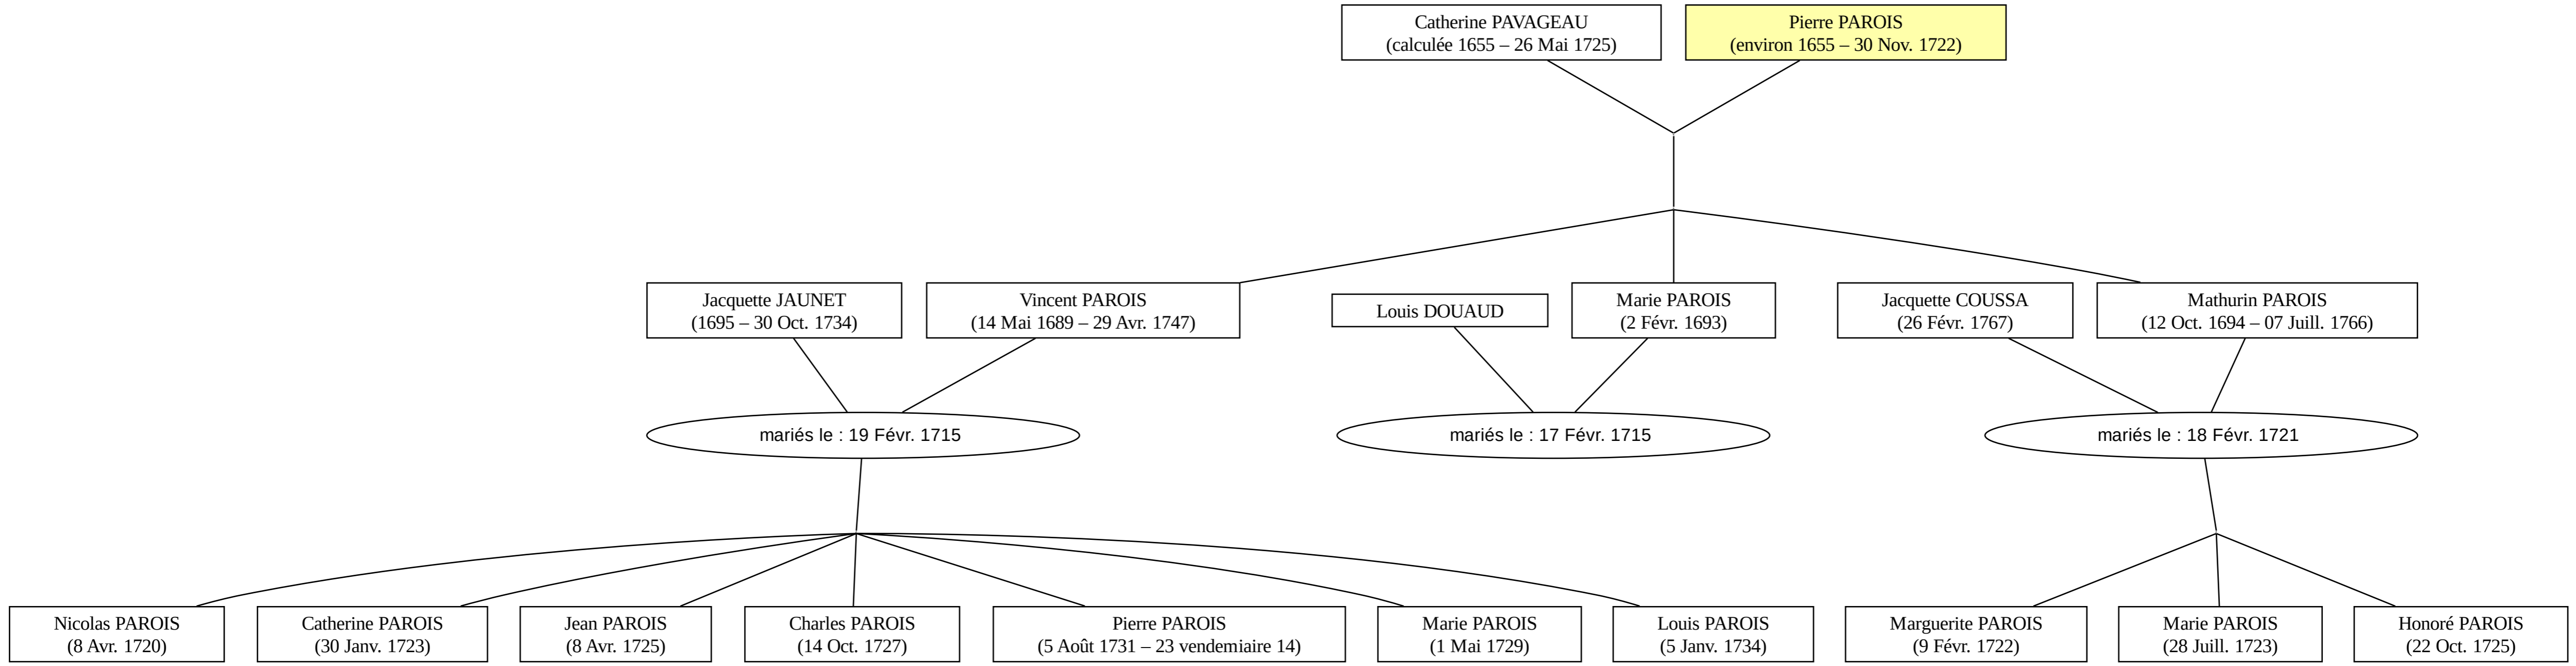 Catherine PAVAGEAU
(calculée 1655 – 26 Mai 1725)
Pierre PAROIS
(environ 1655 – 30 Nov. 1722)
Jacquette JAUNET
(1695 – 30 Oct. 1734)
Vincent PAROIS
(14 Mai 1689 – 29 Avr. 1747)
Louis DOUAUD
Marie PAROIS
(2 Févr. 1693)
Jacquette COUSSA
(26 Févr. 1767)
Mathurin PAROIS
(12 Oct. 1694 – 07 Juill. 1766)
mariés le : 19 Févr. 1715
mariés le : 17 Févr. 1715
mariés le : 18 Févr. 1721
Nicolas PAROIS
(8 Avr. 1720)
Catherine PAROIS
(30 Janv. 1723)
Jean PAROIS
(8 Avr. 1725)
Charles PAROIS
(14 Oct. 1727)
Pierre PAROIS
(5 Août 1731 – 23 vendemiaire 14)
Marie PAROIS
(1 Mai 1729)
Louis PAROIS
(5 Janv. 1734)
Marguerite PAROIS
(9 Févr. 1722)
Marie PAROIS
(28 Juill. 1723)
Honoré PAROIS
(22 Oct. 1725)